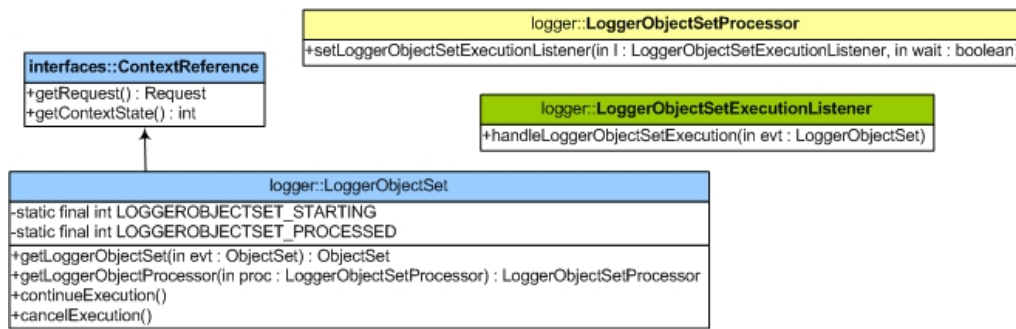 logger::LoggerObjectSetProcessor
+setLoggerObjectSetExecutionListener(in l : LoggerObjectSetExecutionListener, in wait : boolean)
interfaces::ContextReference
+getRequest() : Request
+getContextState() : int
logger::LoggerObjectSetExecutionListener
+handleLoggerObjectSetExecution(in evt : LoggerObjectSet)
logger::LoggerObjectSet
-static final int LOGGEROBJECTSET_STARTING
-static final int LOGGEROBJECTSET_PROCESSED
+getLoggerObjectSet(in evt : ObjectSet) : ObjectSet
+getLoggerObjectProcessor(in proc : LoggerObjectSetProcessor) : LoggerObjectSetProcessor
+continueExecution()
+cancelExecution()